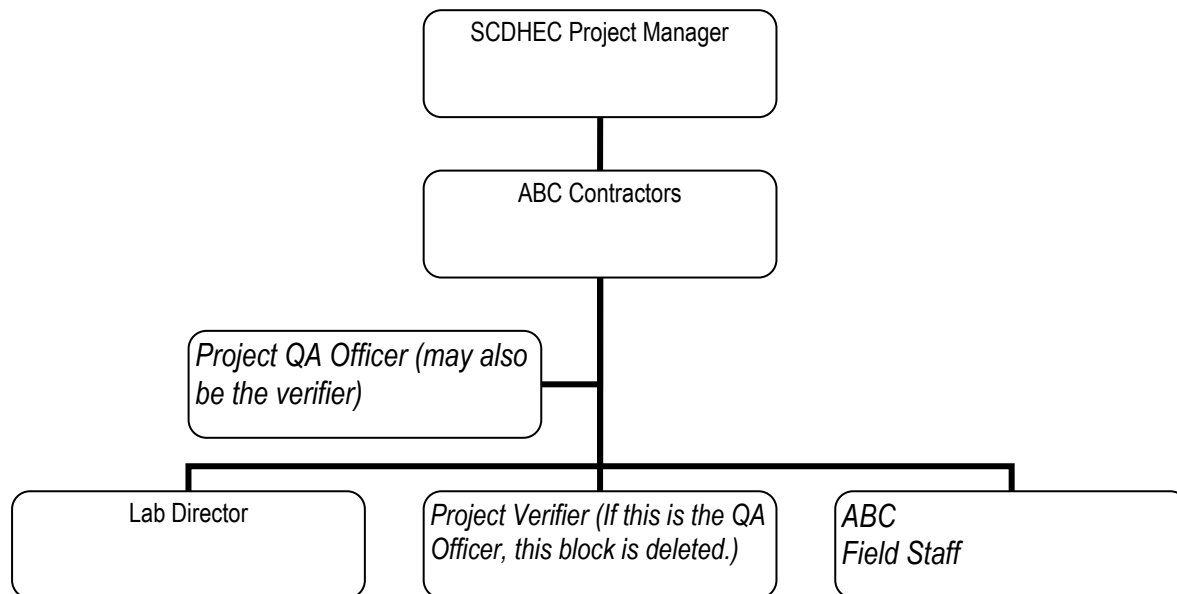 SCDHEC Project Manager
ABC Contractors
Project QA Officer (may also
be the verifier)
Lab Director
Project Verifier (If this is the QA
Officer, this block is deleted.)
ABC
Field Staff